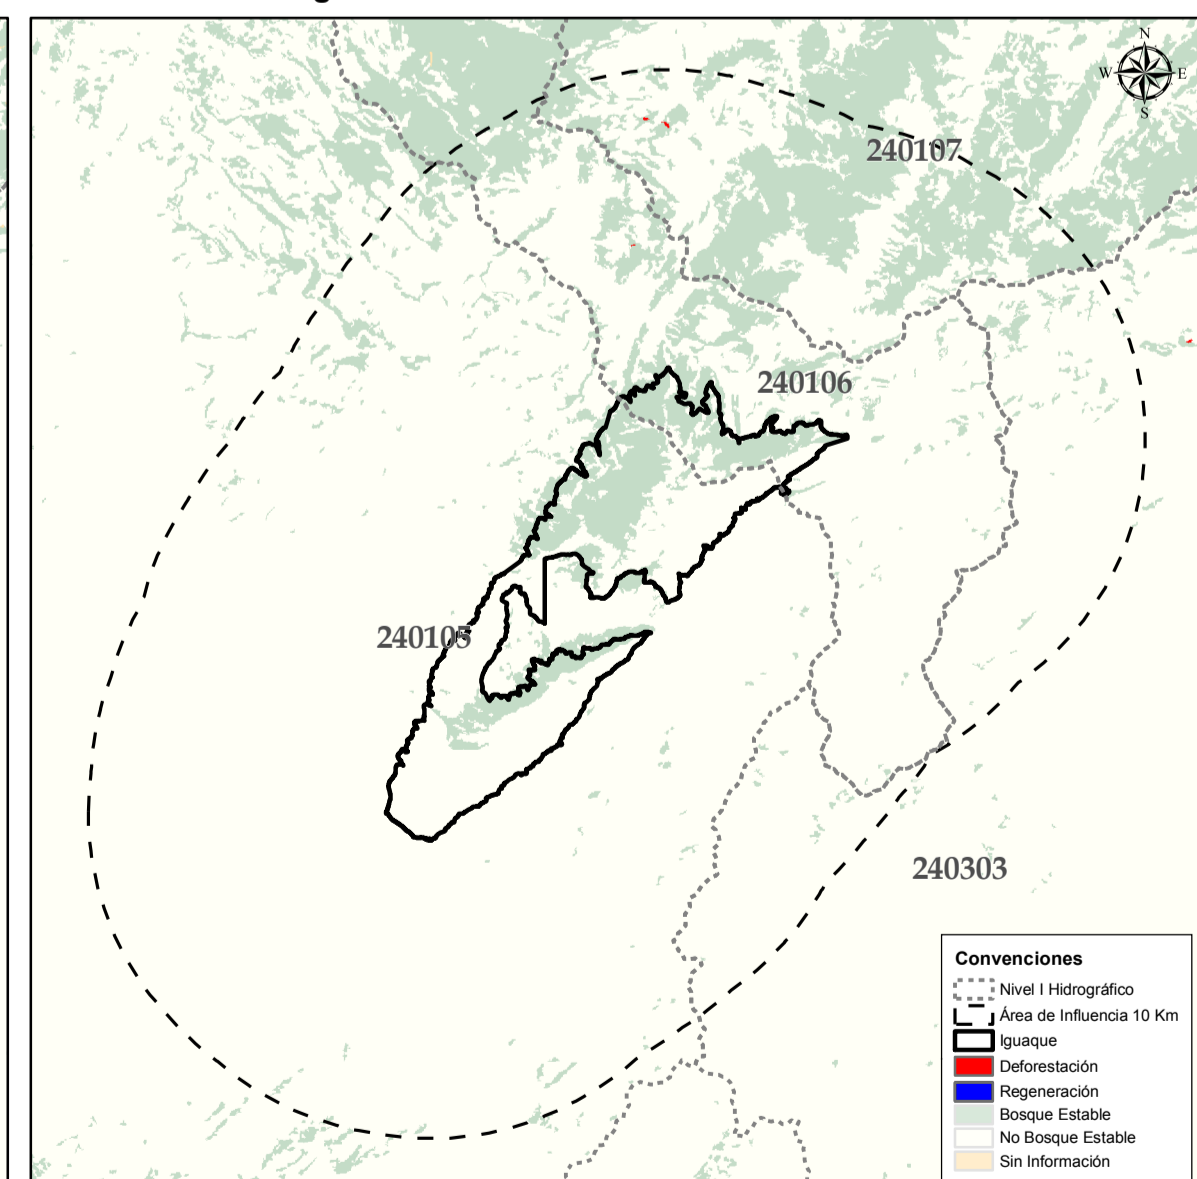 N
W E
S
240107
240106
240105
240303
Convenciones
Nivel I Hidrográfico
Área de Influencia 10 Km
Iguaque
Deforestación
Regeneración
Bosque Estable
No Bosque Estable
Sin Información